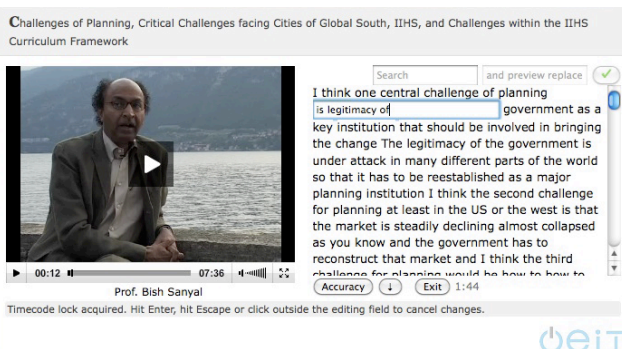 Challenges of Planning, Critical Challenges facing Cities of Global South, IIHS, and Challenges within the IIHS
Curriculum Framework
Search
and preview replace
I think one central challenge of planning
is legitimacy of government as a
key institution that should be involved in bringing
the change The legitimacy of the government is
under attack in many different parts of the world
so that it has to be reestablished as a major
planning institution I think the second challenge
for planning at least in the US or the west is that
the market is steadily declining almost collapsed
as you know and the government has to
reconstruct that market and I think the third
challenge for planning would be how to how to
00:12
07:36
Prof. Bish Sanyal
Accuracy ↓ Exit 1:44
Timecode lock acquired. Hit Enter, hit Escape or click outside the editing field to cancel changes.
oeit